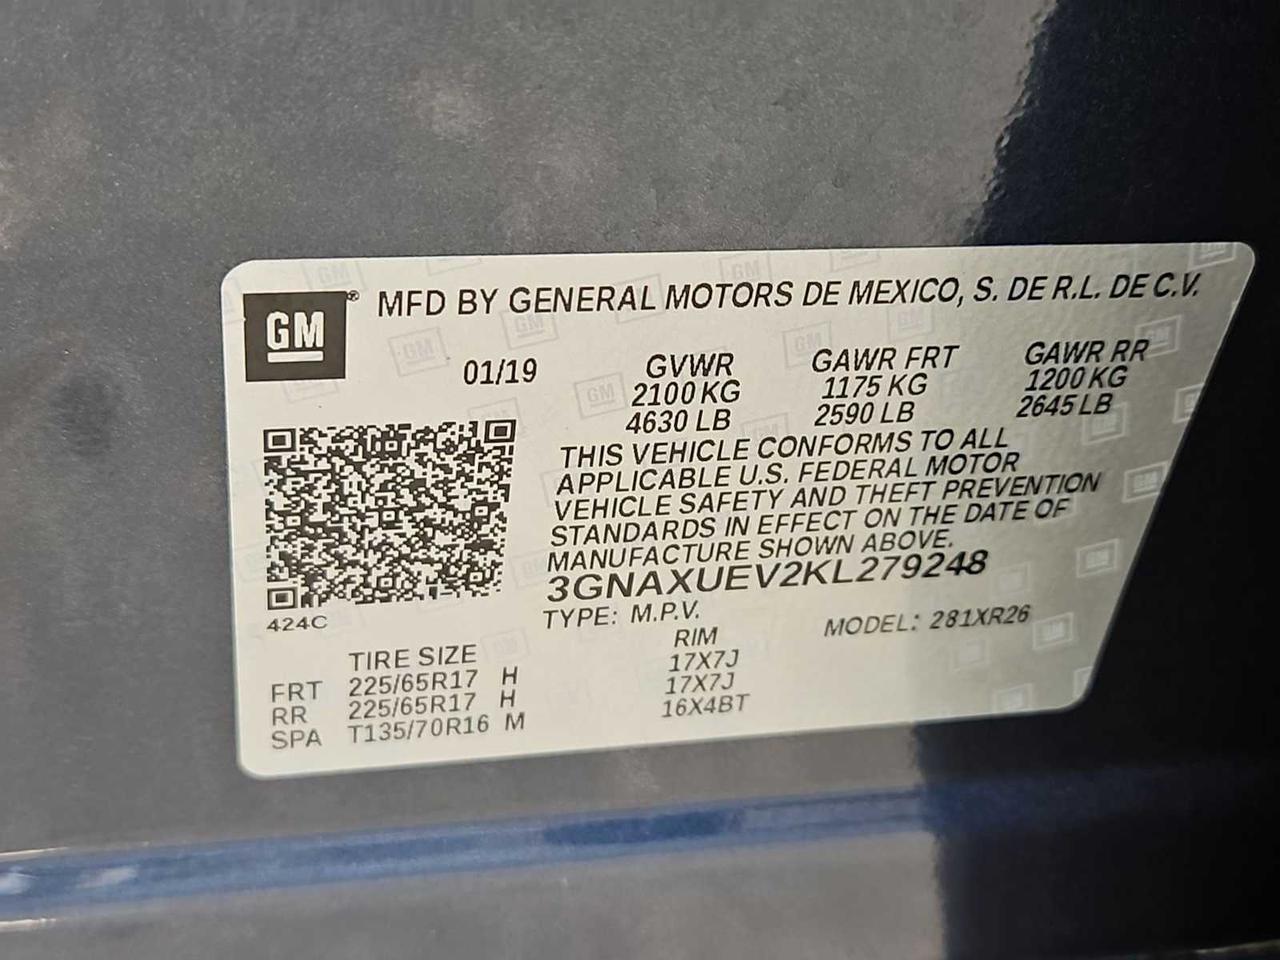 GM® MFD BY GENERAL MOTORS DE MEXICO, S. DE R.L. DE C.V.
01/19 GVWR GAWR FRT GAWR RR
2100 KG 1175 KG 1200 KG
4630 LB 2590 LB 2645 LB
THIS VEHICLE CONFORMS TO ALL
APPLICABLE U.S. FEDERAL MOTOR
VEHICLE SAFETY AND THEFT PREVENTION
STANDARDS IN EFFECT ON THE DATE OF
MANUFACTURE SHOWN ABOVE.
3GNAXUEV2KL279248
424C TYPE: M.P.V. MODEL: 281XR26
TIRE SIZE RIM
FRT 225/65R17 H 17X7J
RR 225/65R17 H 17X7J
SPA T135/70R16 M 16X4BT